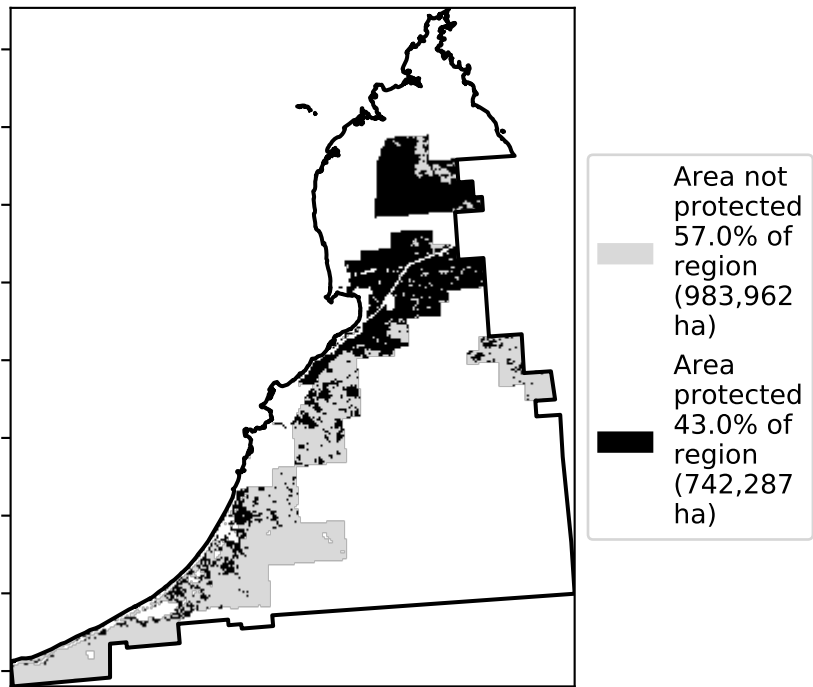 Area not
protected
57.0% of
region
(983,962
ha)
Area
protected
43.0% of
region
(742,287
ha)